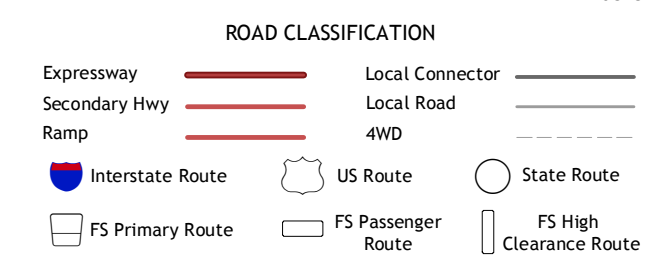 ROAD CLASSIFICATION
Expressway
Local Connector
Secondary Hwy
Local Road
Ramp
4WD
Interstate Route
US Route
State Route
FS Primary Route
FS Passenger
Route
FS High
Clearance Route